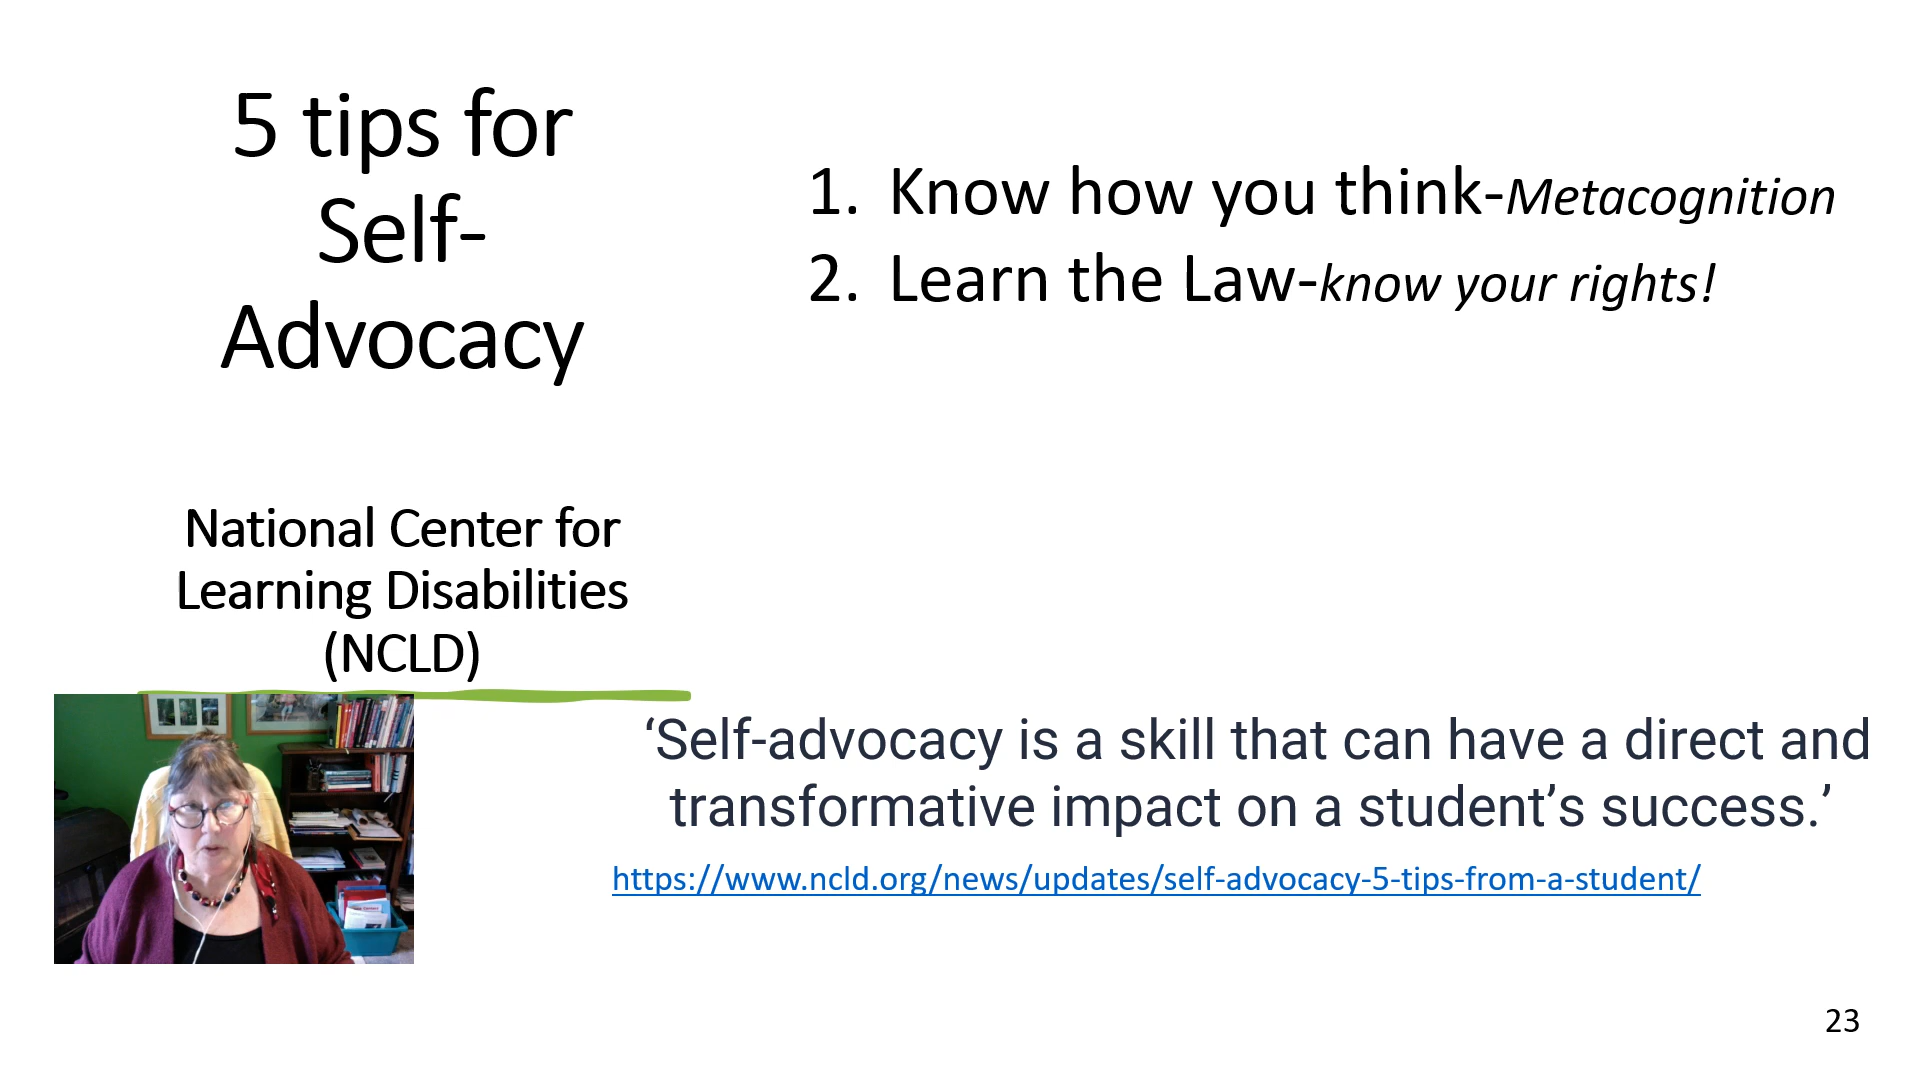 5 tips for
Self-
Advocacy
National Center for
Learning Disabilities
(NCLD)
1. Know how you think-Metacognition
2. Learn the Law-know your rights!
‘Self-advocacy is a skill that can have a direct and
transformative impact on a student’s success.’
https://www.ncld.org/news/updates/self-advocacy-5-tips-from-a-student/
23